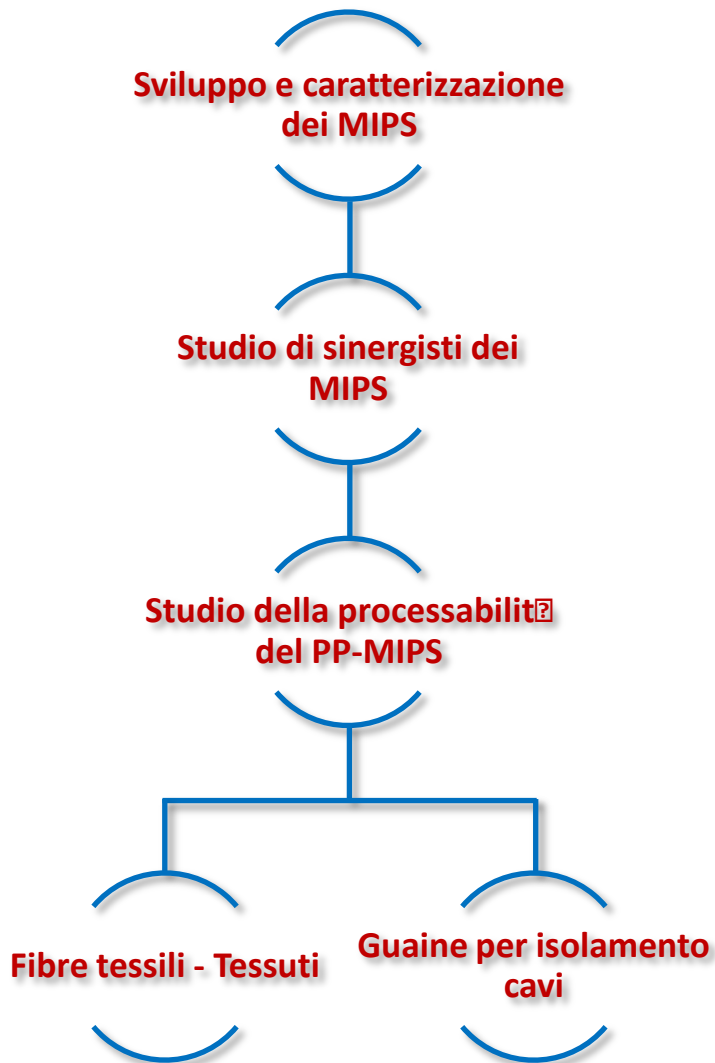 Sviluppo e caratterizzazione
dei MIPS
Studio di sinergisti dei
MIPS
Studio della processabilit�
del PP-MIPS
Fibre tessili - Tessuti
Guaine per isolamento
cavi